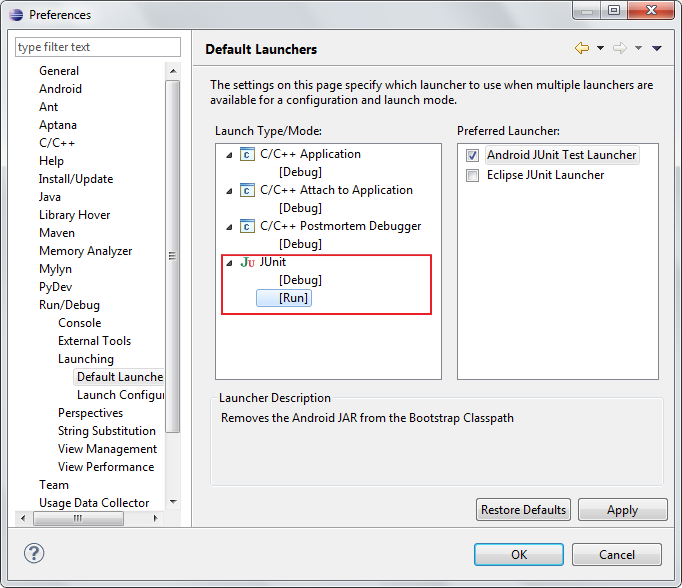 Preferences
type filter text
General
Android
Ant
Aptana
C/C++
Help
Install/Update
Java
Library Hover
Maven
Memory Analyzer
Mylyn
PyDev
Run/Debug
Console
External Tools
Launching
Default Launche
Launch Configu
Perspectives
String Substitution
View Management
View Performance
Team
Usage Data Collector
Default Launchers
The settings on this page specify which launcher to use when multiple launchers are
available for a configuration and launch mode.
Launch Type/Mode:
C/C++ Application
[Debug]
C/C++ Attach to Application
[Debug]
C/C++ Postmortem Debugger
[Debug]
JUnit
[Debug]
[Run]
Preferred Launcher:
Android JUnit Test Launcher
Eclipse JUnit Launcher
Launcher Description
Removes the Android JAR from the Bootstrap Classpath
Restore Defaults
Apply
OK
Cancel